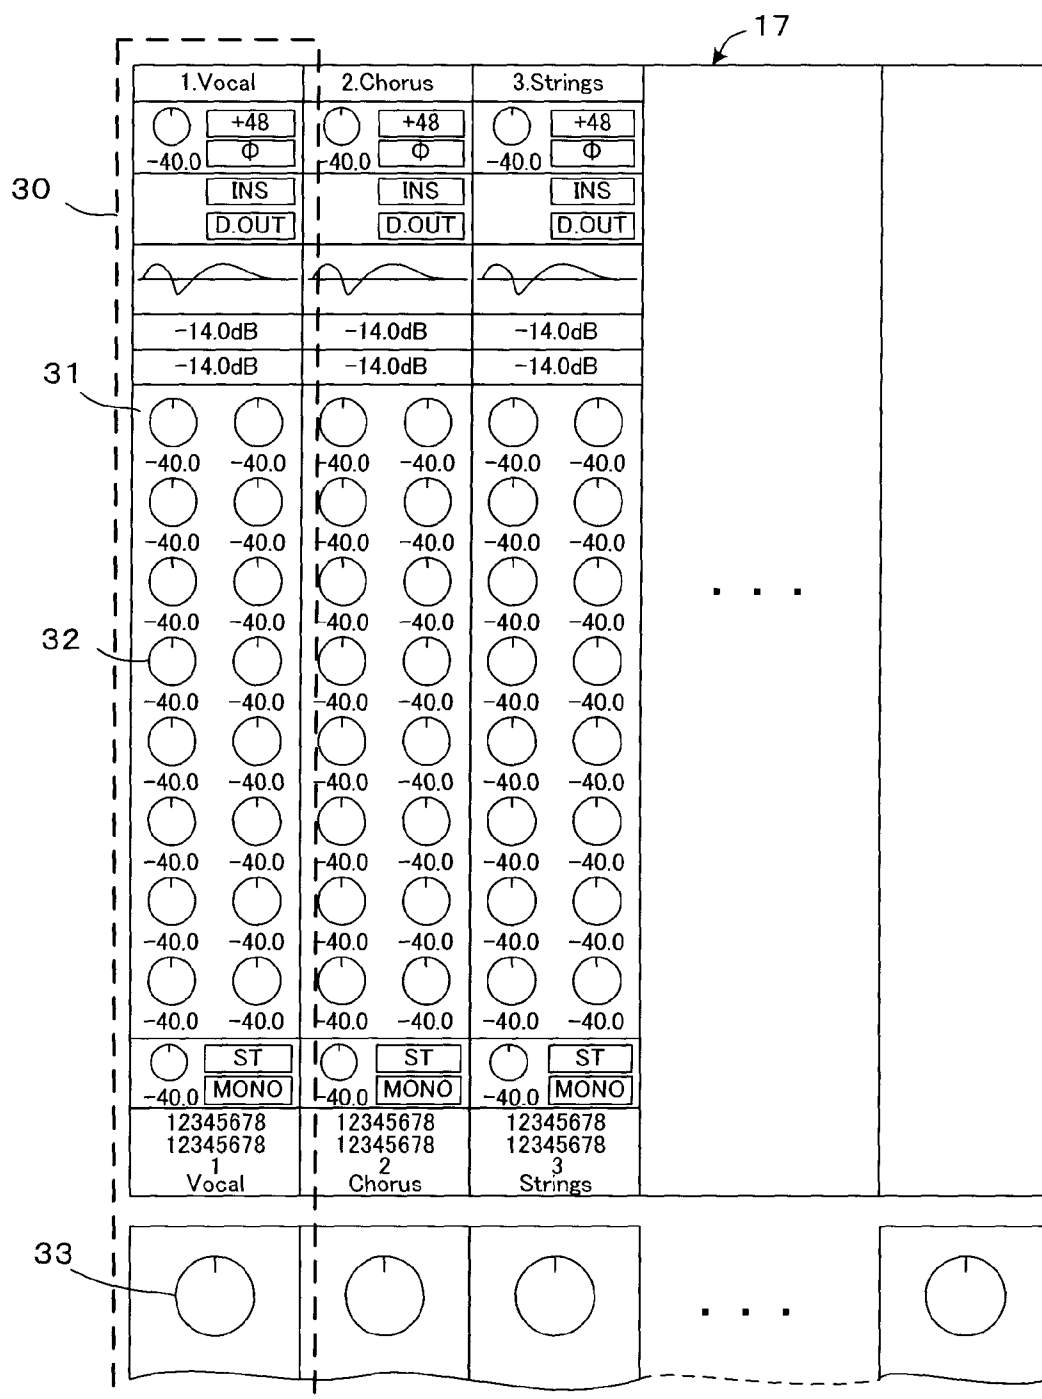 17
1.Vocal 2.Chorus 3.Strings
+48 +48 +48
-40.0 Φ -40.0 Φ -40.0 Φ
30 INS INS INS
D.OUT D.OUT D.OUT
-14.0dB -14.0dB -14.0dB
-14.0dB -14.0dB -14.0dB
31
-40.0 -40.0 -40.0 -40.0 -40.0 -40.0
-40.0 -40.0 -40.0 -40.0 -40.0 -40.0
-40.0 -40.0 -40.0 -40.0 -40.0 -40.0
32
-40.0 -40.0 -40.0 -40.0 -40.0 -40.0
-40.0 -40.0 -40.0 -40.0 -40.0 -40.0
-40.0 -40.0 -40.0 -40.0 -40.0 -40.0
-40.0 -40.0 -40.0 -40.0 -40.0 -40.0
-40.0 -40.0 -40.0 -40.0 -40.0 -40.0
ST ST ST
-40.0 MONO -40.0 MONO -40.0 MONO
12345678 12345678 12345678
12345678 12345678 12345678
1 2 3
Vocal Chorus Strings
33